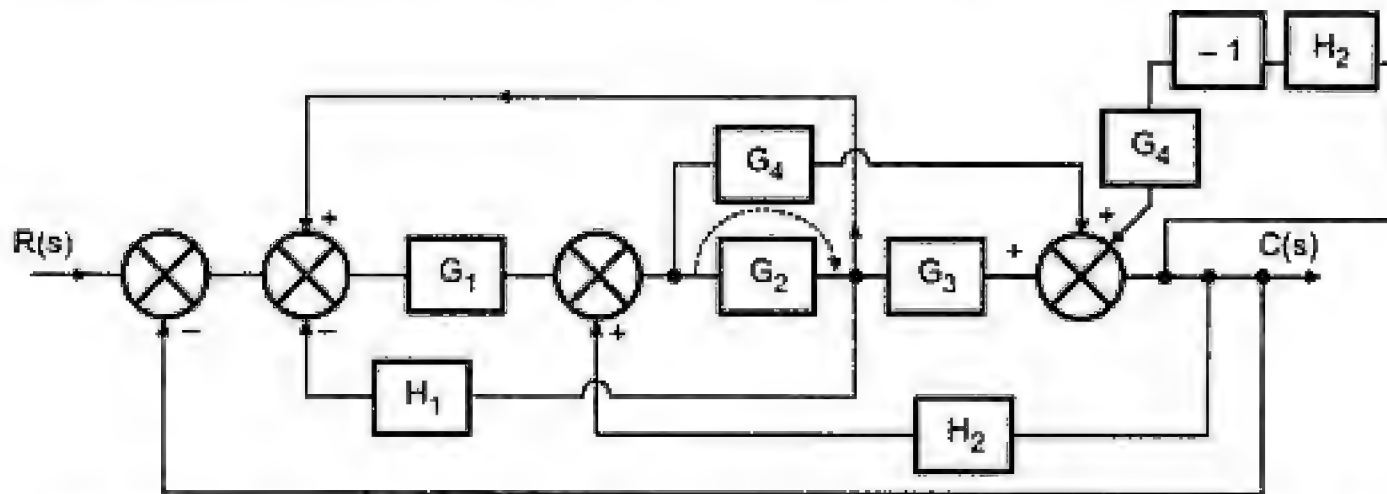 – 1
H2
G4
+
G4
R(s)
+
G1
G2
G3
+
+
C(s)
–
–
+
H1
H2